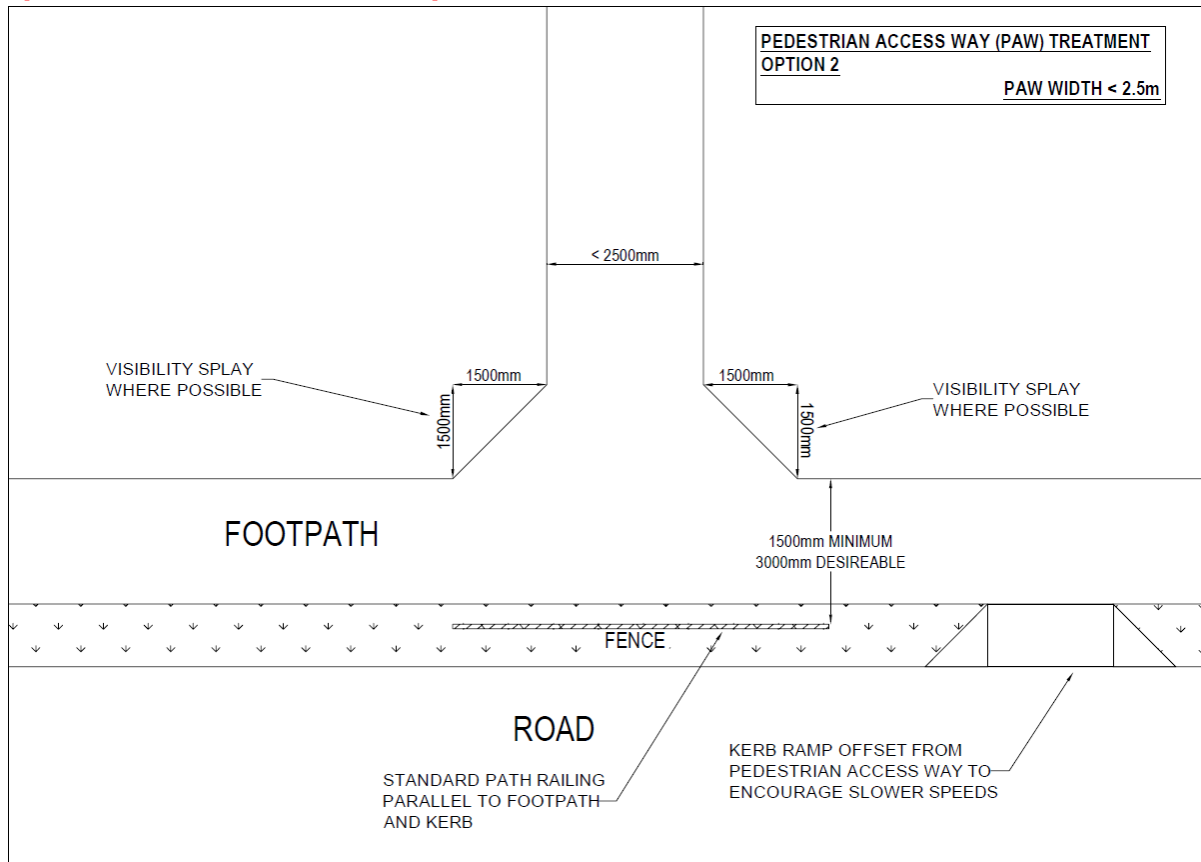 PEDESTRIAN ACCESS WAY (PAW) TREATMENT
OPTION 2
PAW WIDTH < 2.5m
< 2500mm
VISIBILITY SPLAY
WHERE POSSIBLE
1500mm
1500mm
1500mm
1500mm
VISIBILITY SPLAY
WHERE POSSIBLE
FOOTPATH
1500mm MINIMUM
3000mm DESIREABLE
FENCE
ROAD
STANDARD PATH RAILING
PARALLEL TO FOOTPATH
AND KERB
KERB RAMP OFFSET FROM
PEDESTRIAN ACCESS WAY TO
ENCOURAGE SLOWER SPEEDS